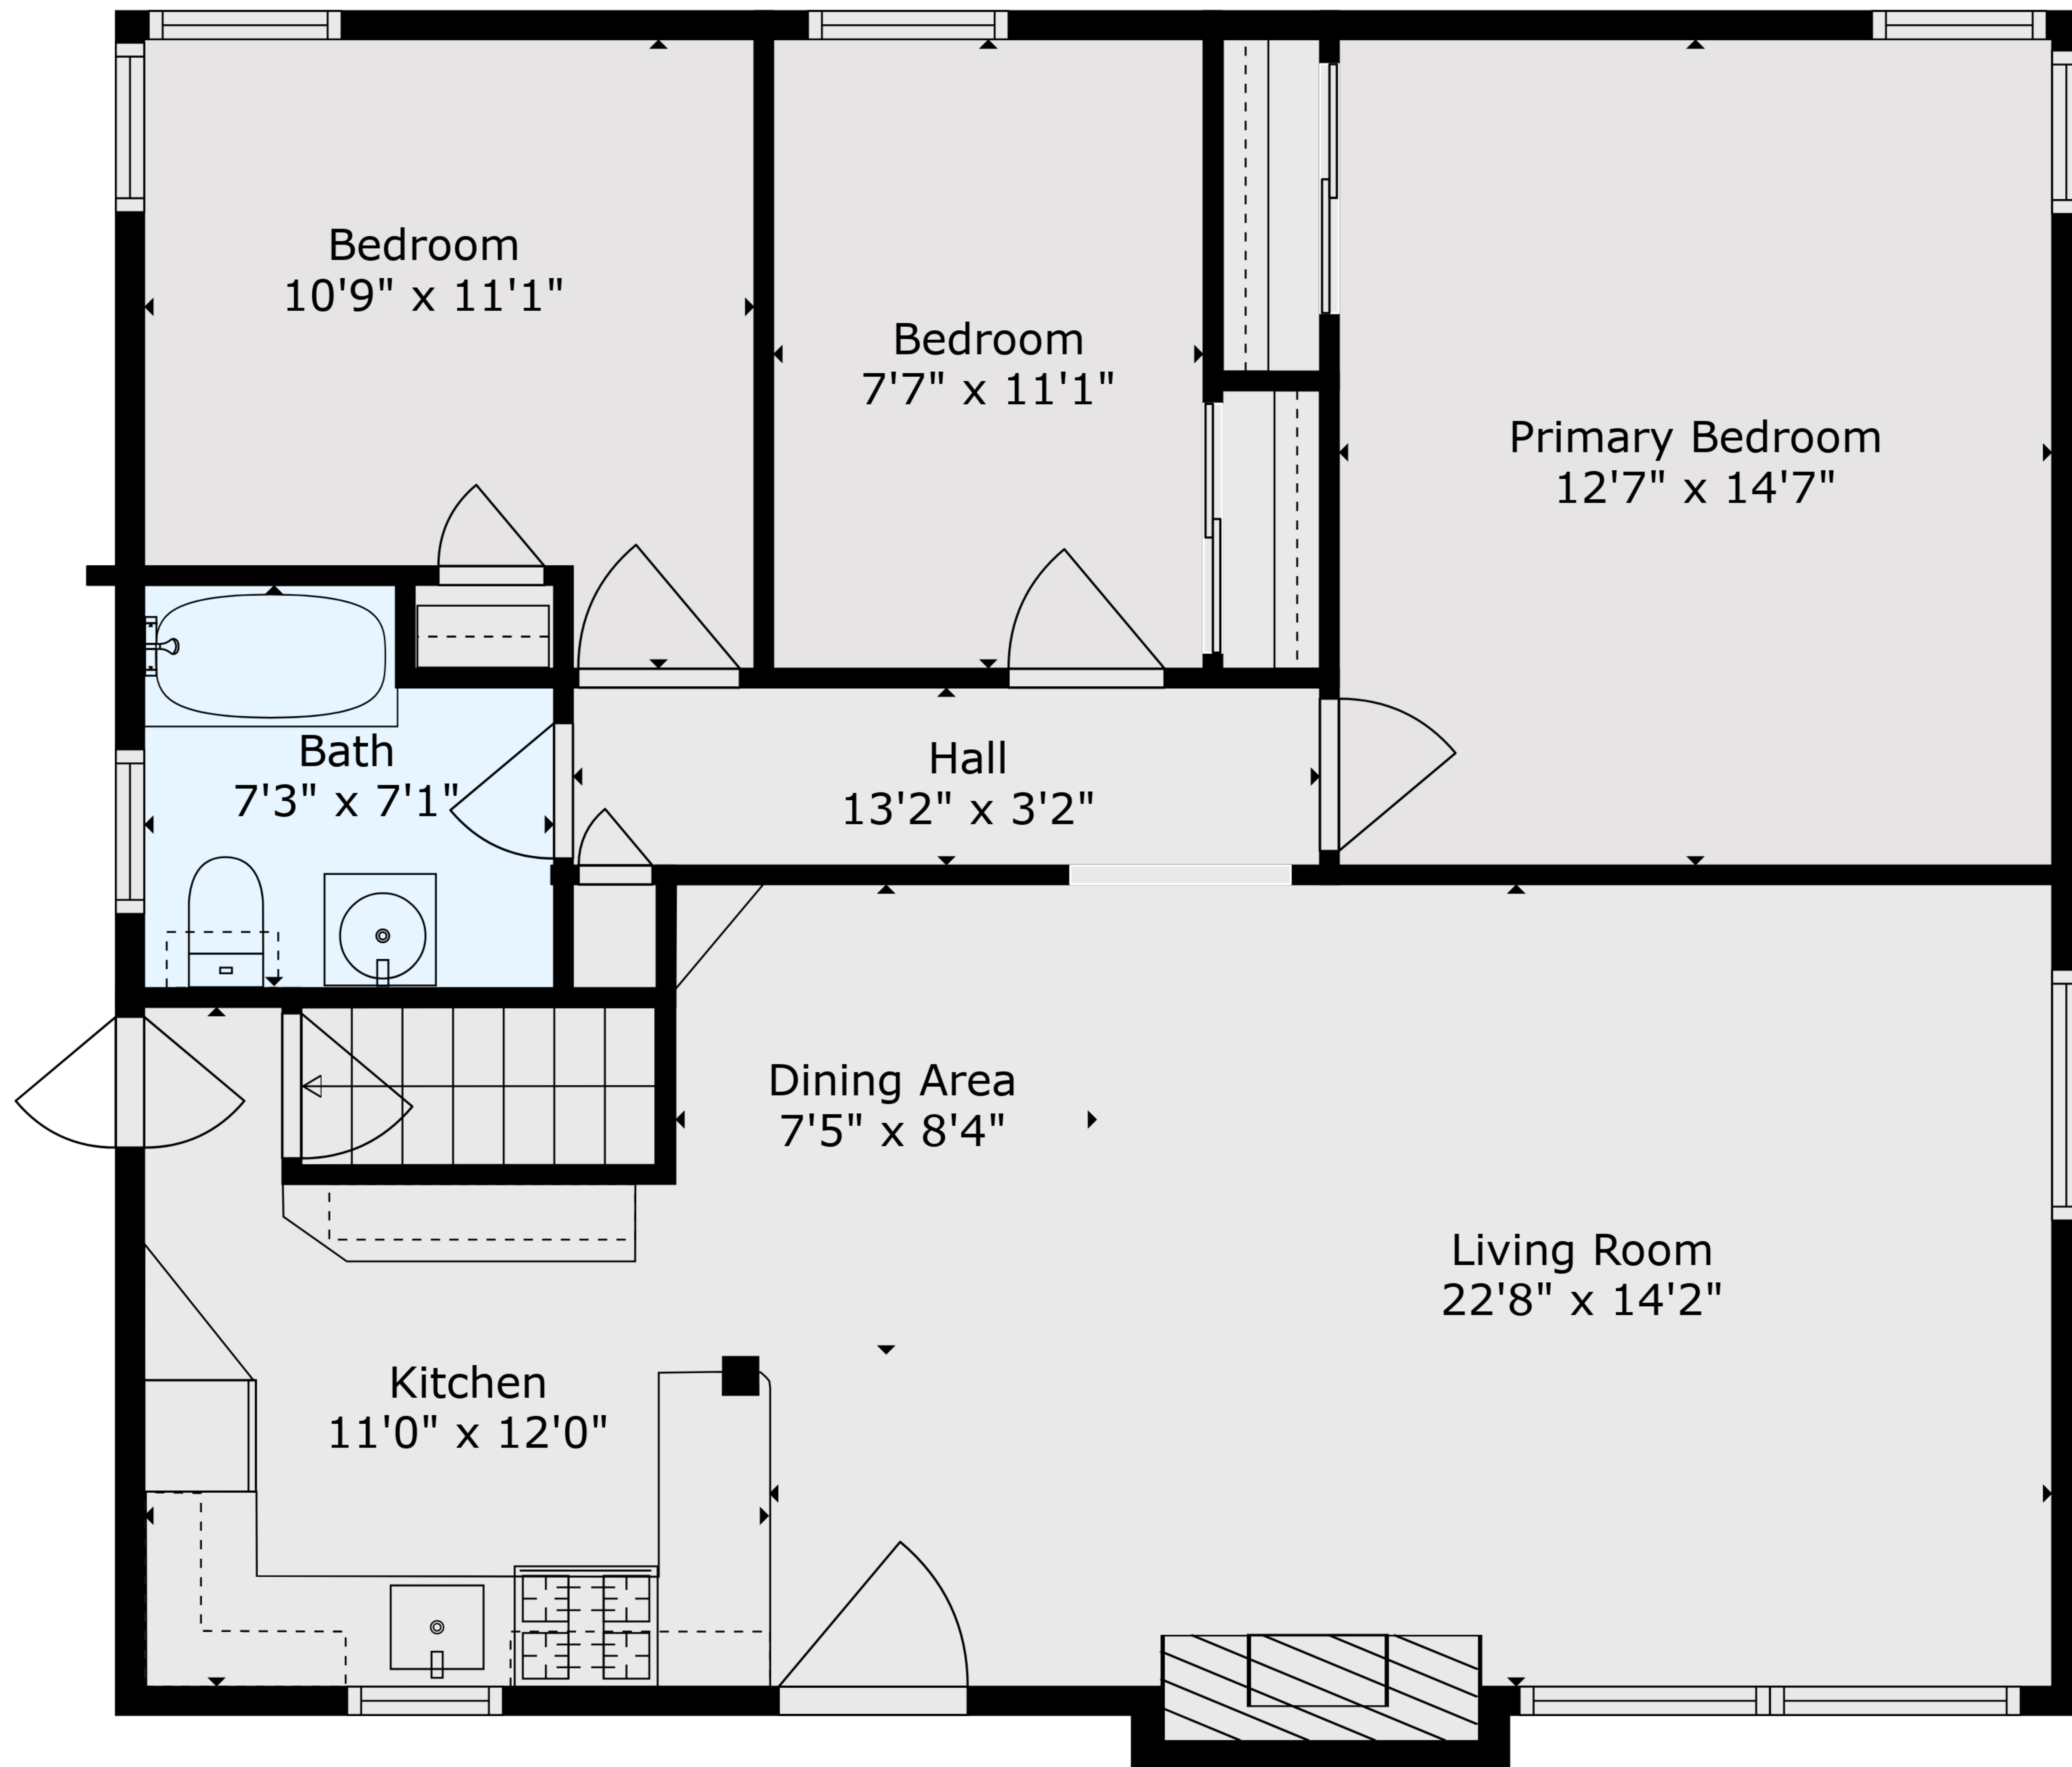 Bedroom
10'9" x 11'1"
Bedroom
7'7" x 11'1"
Primary Bedroom
12'7" x 14'7"
Bath
7'3" x 7'1"
Hall
13'2" x 3'2"
Dining Area
7'5" x 8'4"
Living Room
22'8" x 14'2"
Kitchen
11'0" x 12'0"